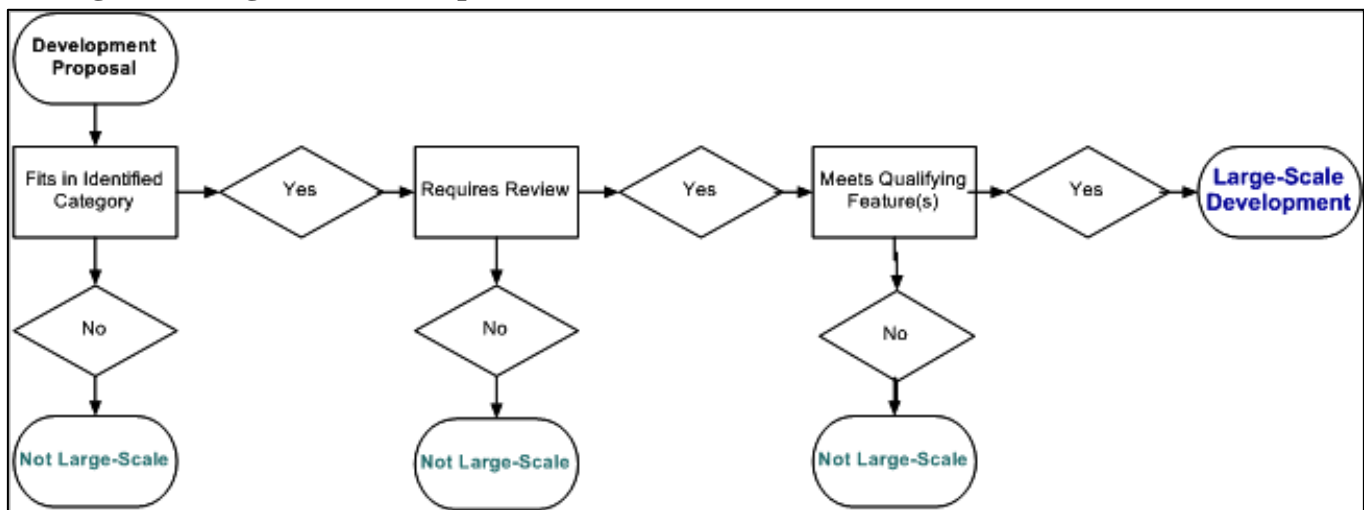 Development
Proposal
Fits in Identified
Category
Yes
Requires Review
Yes
Meets Qualifying
Feature(s)
Yes
Large-Scale
Development
No
No
No
Not Large-Scale
Not Large-Scale
Not Large-Scale